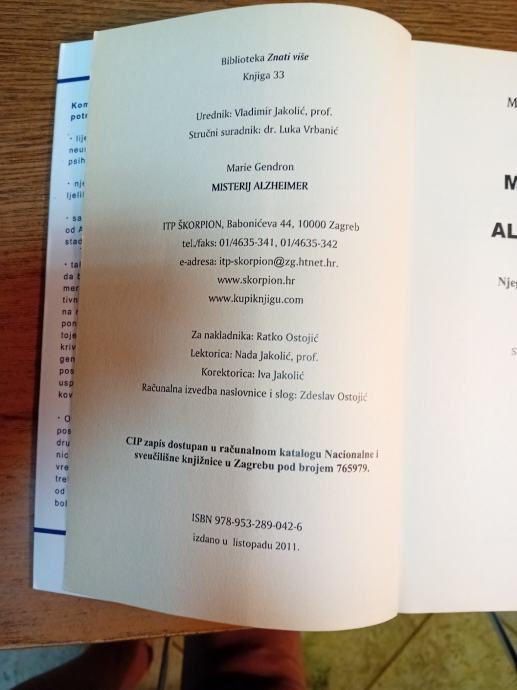 Biblioteka Znati više
Knjiga 33
Urednik: Vladimir Jakolić, prof.
Stručni suradnik: dr. Luka Vrbanić
Marie Gendron
MISTERIJ ALZHEIMER
ITP ŠKORPION, Babonićeva 44, 10000 Zagreb
tel./faks: 01/4635-341, 01/4635-342
e-adresa: itp-skorpion@zg.htnet.hr.
www.skorpion.hr
www.kupiknjigu.com
Za nakladnika: Ratko Ostojić
Lektorica: Nada Jakolić, prof.
Korektorica: Iva Jakolić
Računalna izvedba naslovnice i slog: Zdeslav Ostojić
CIP zapis dostupan u računalnom katalogu Nacionalne i
sveučilišne knjižnice u Zagrebu pod brojem 765979.
ISBN 978-953-289-042-6
izdano u listopadu 2011.